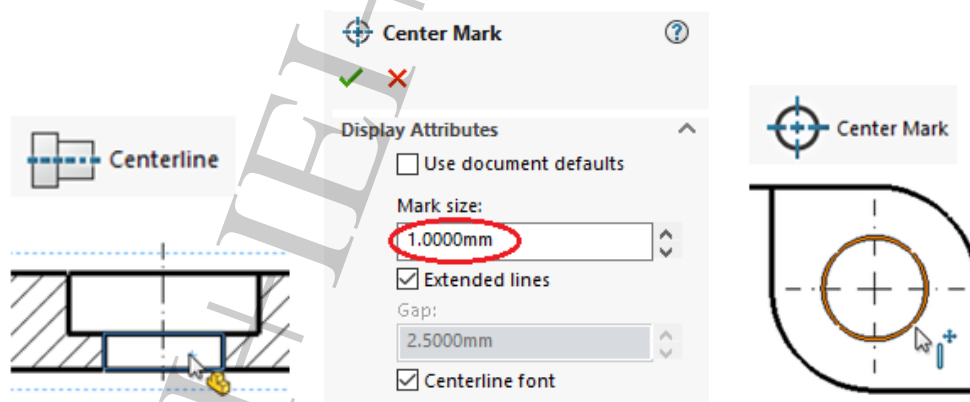 Centerline
Center Mark
Display Attributes
Use document defaults
Mark size:
1.0000mm
Extended lines
Gap:
2.5000mm
Centerline font
Center Mark